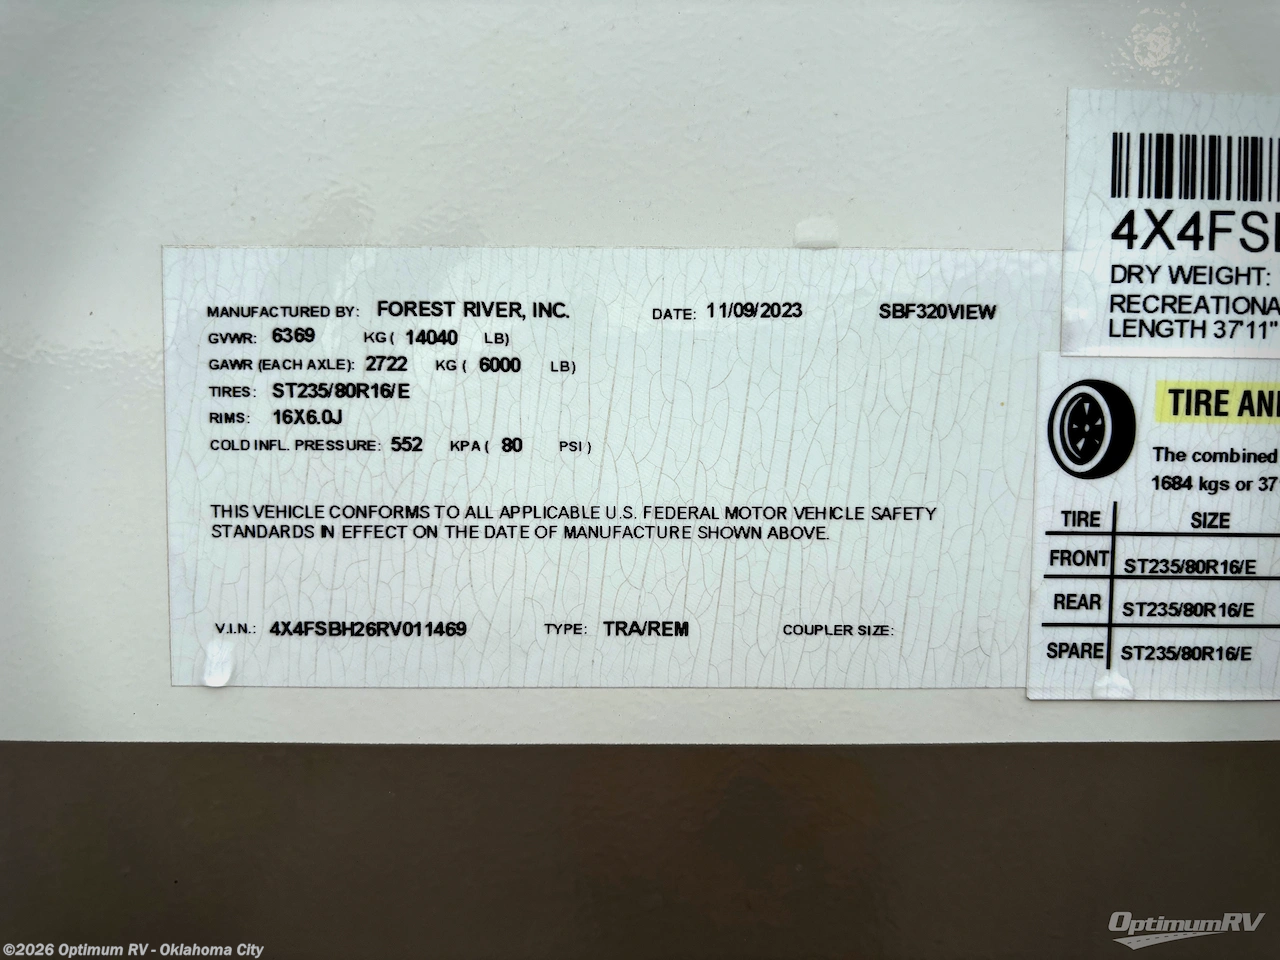 MANUFACTURED BY: FOREST RIVER, INC. DATE: 11/09/2023 SBF320VIEW
GVWR: 6369 KG ( 14040 LB)
GAWR (EACH AXLE): 2722 KG ( 6000 LB)
TIRES: ST235/80R16/E
RIMS: 16X6.0J
COLD INFL. PRESSURE: 552 KPA ( 80 PSI )
THIS VEHICLE CONFORMS TO ALL APPLICABLE U.S. FEDERAL MOTOR VEHICLE SAFETY
STANDARDS IN EFFECT ON THE DATE OF MANUFACTURE SHOWN ABOVE.
V.I.N.: 4X4FSBH26RV011469 TYPE: TRA/REM COUPLER SIZE:
4X4FS
DRY WEIGHT:
RECREATIONA
LENGTH 37'11"
TIRE AN
The combined
1684 kgs or 37
TIRE SIZE
FRONT ST235/80R16/E
REAR ST235/80R16/E
SPARE ST235/80R16/E
OptimumRV
©2026 Optimum RV - Oklahoma City